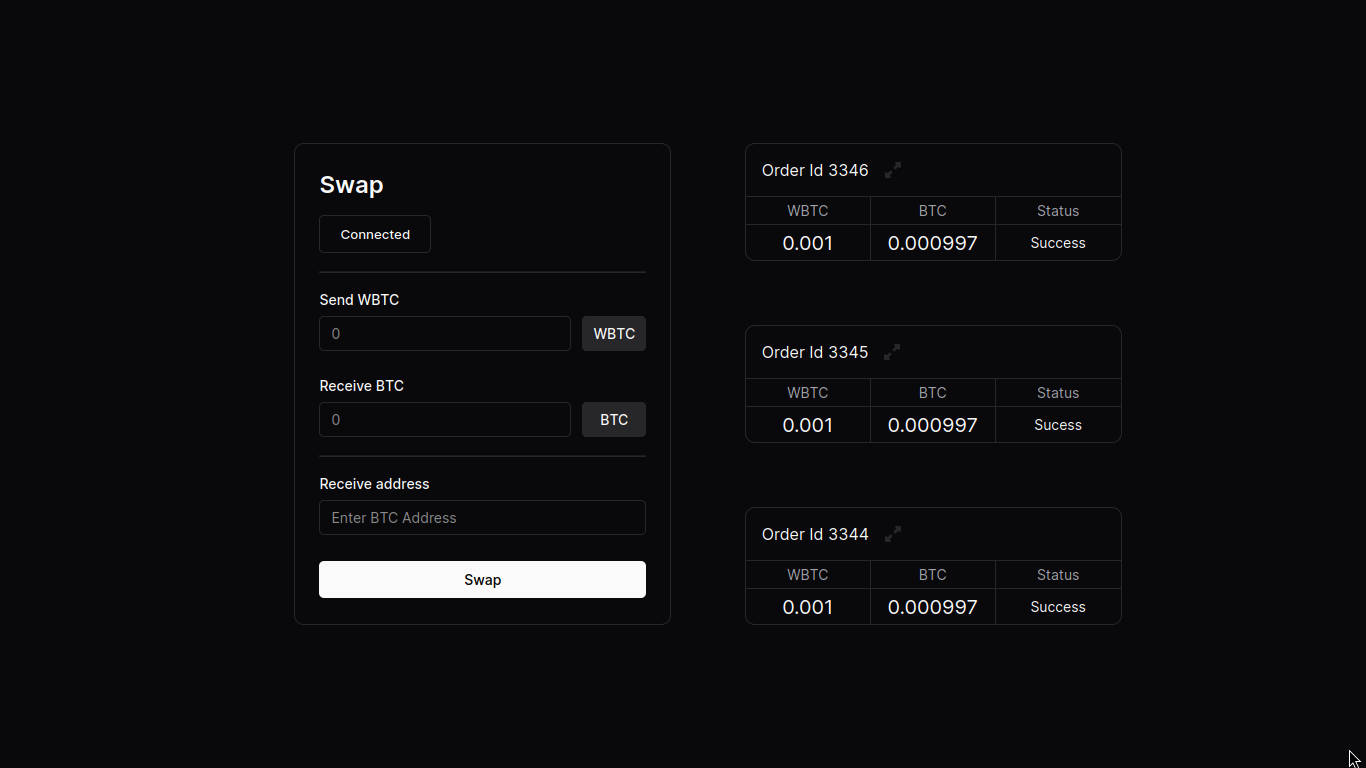 Swap
Connected
Send WBTC
0 WBTC
Receive BTC
0 BTC
Receive address
Enter BTC Address
Swap
Order Id 3346
WBTC BTC Status
0.001 0.000997 Success
Order Id 3345
WBTC BTC Status
0.001 0.000997 Sucess
Order Id 3344
WBTC BTC Status
0.001 0.000997 Success